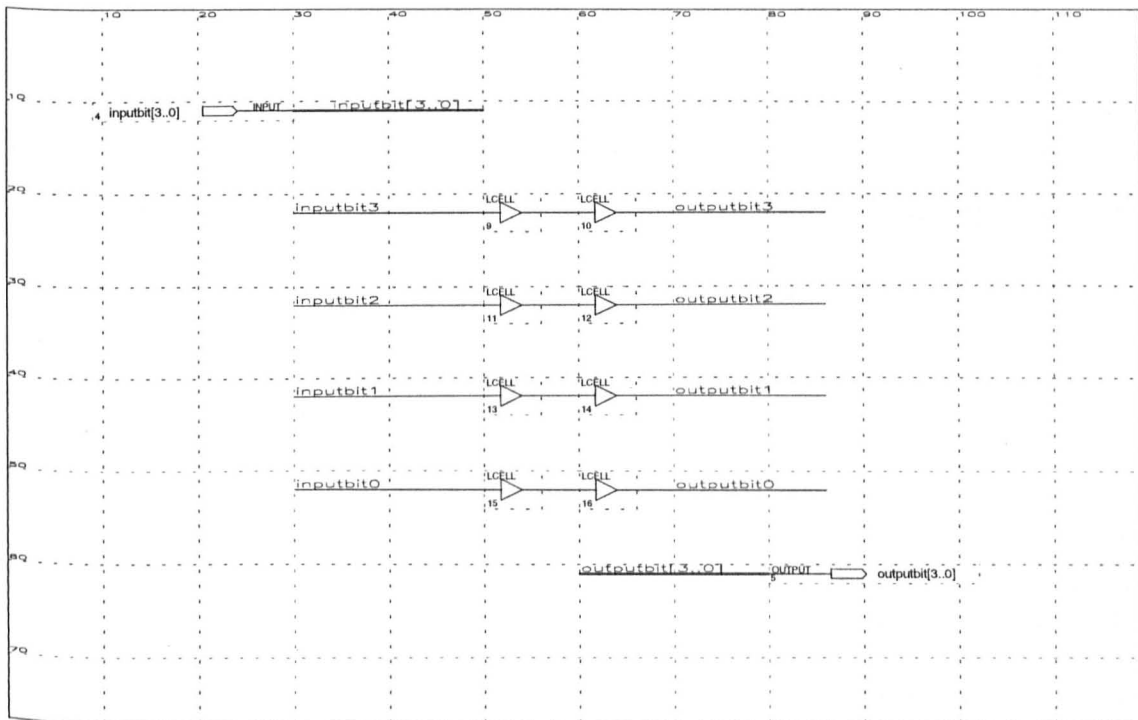 10 20 30 40 50 60 70 80 90 100 110
10
4 inputbit[3..0] INPUT inputbit[3..0]
20
inputbit3 LCELL LCELL outputbit3
9 10
30
inputbit2 LCELL LCELL outputbit2
11 12
40
inputbit1 LCELL LCELL outputbit1
13 14
50
inputbit0 LCELL LCELL outputbit0
15 16
60
outputbit[3..0] OUTPUT outputbit[3..0]
5
70